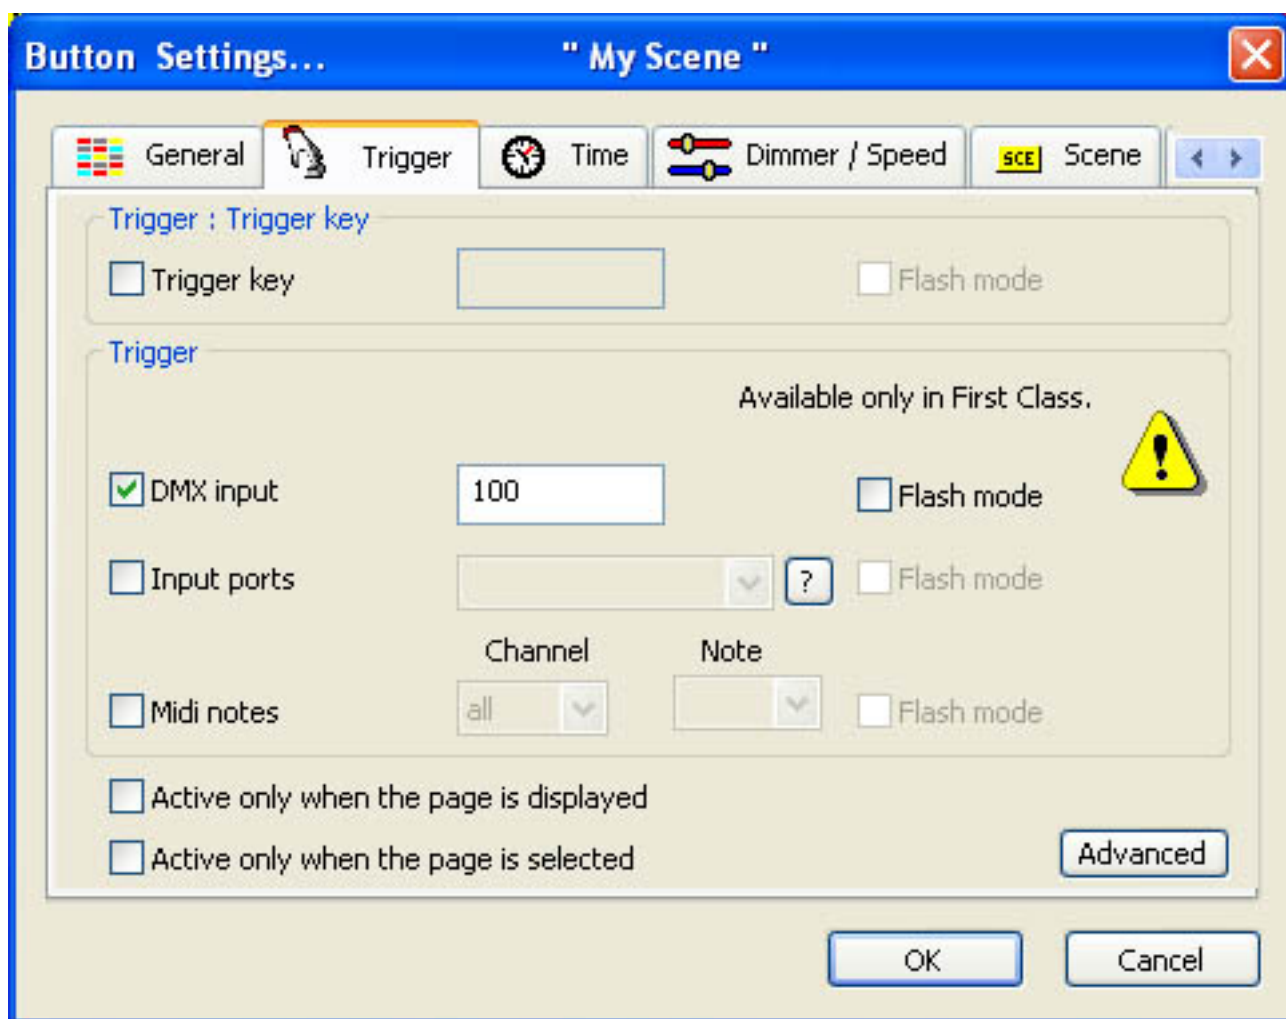 Button Settings... " My Scene "
General Trigger Time Dimmer / Speed SCE Scene
Trigger : Trigger key
Trigger key Flash mode
Trigger
Available only in First Class.
DMX input 100 Flash mode
Input ports ? Flash mode
Channel Note
Midi notes all Flash mode
Active only when the page is displayed
Active only when the page is selected
Advanced
OK Cancel